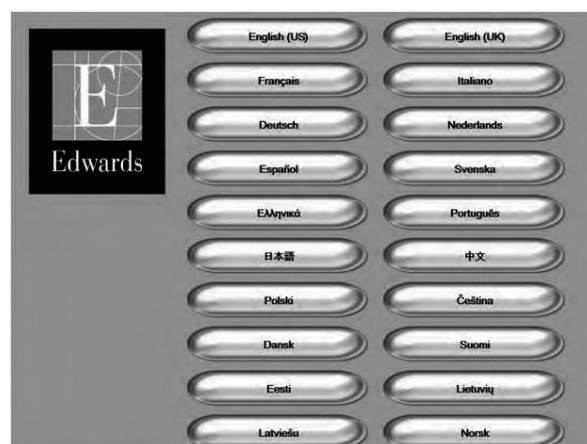 E
Edwards
English (US)
English (UK)
Français
Italiano
Deutsch
Nederlands
Español
Svenska
Ελληνικά
Português
日本語
中文
Polski
Čeština
Dansk
Suomi
Eesti
Lietuvių
Latviešu
Norsk